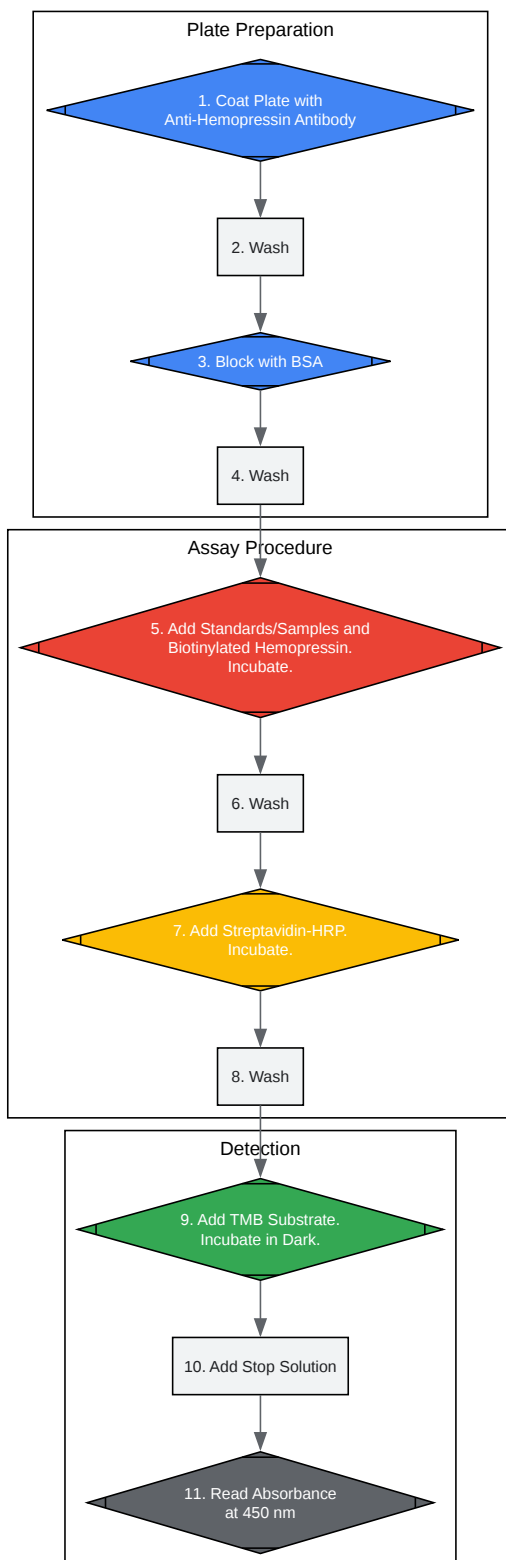 Plate Preparation
1. Coat Plate with
Anti-Hemopressin Antibody
2. Wash
3. Block with BSA
4. Wash
Assay Procedure
5. Add Standards/Samples and
Biotinylated Hemopressin.
Incubate.
6. Wash
7. Add Streptavidin-HRP.
Incubate.
8. Wash
Detection
9. Add TMB Substrate.
Incubate in Dark.
10. Add Stop Solution
11. Read Absorbance
at 450 nm